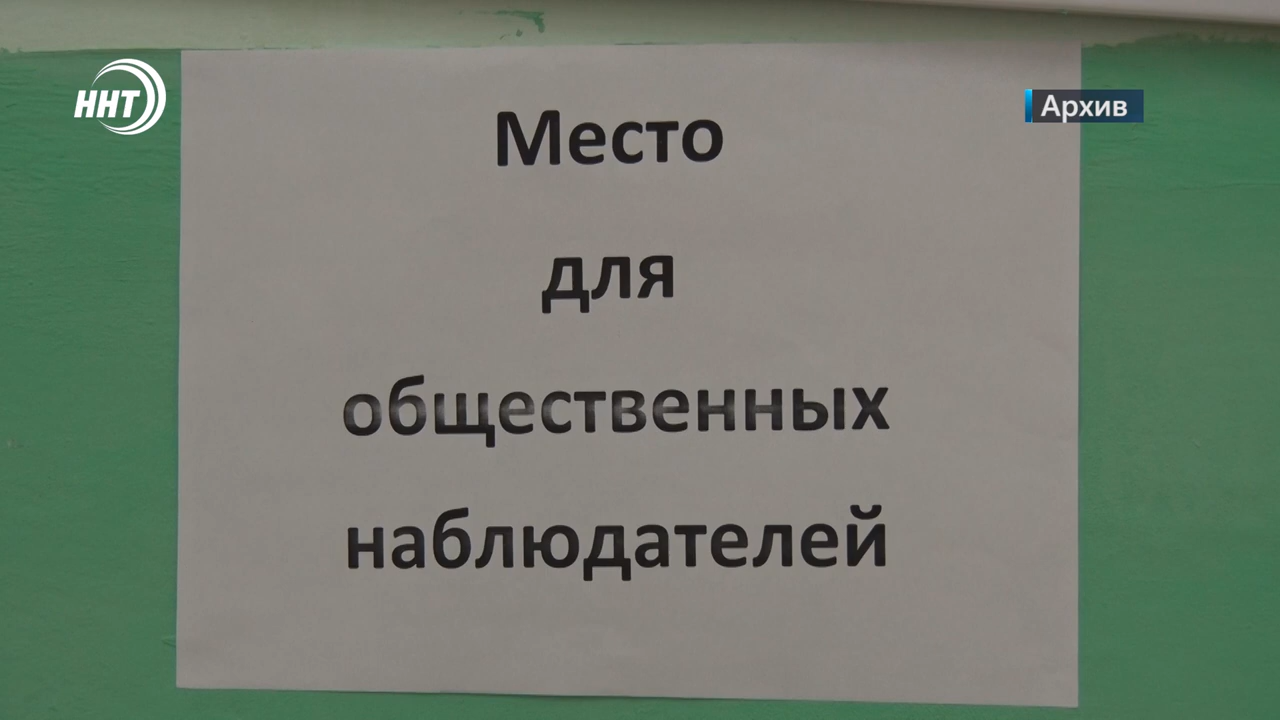 ННТ
Архив
Место
для
общественных
наблюдателей